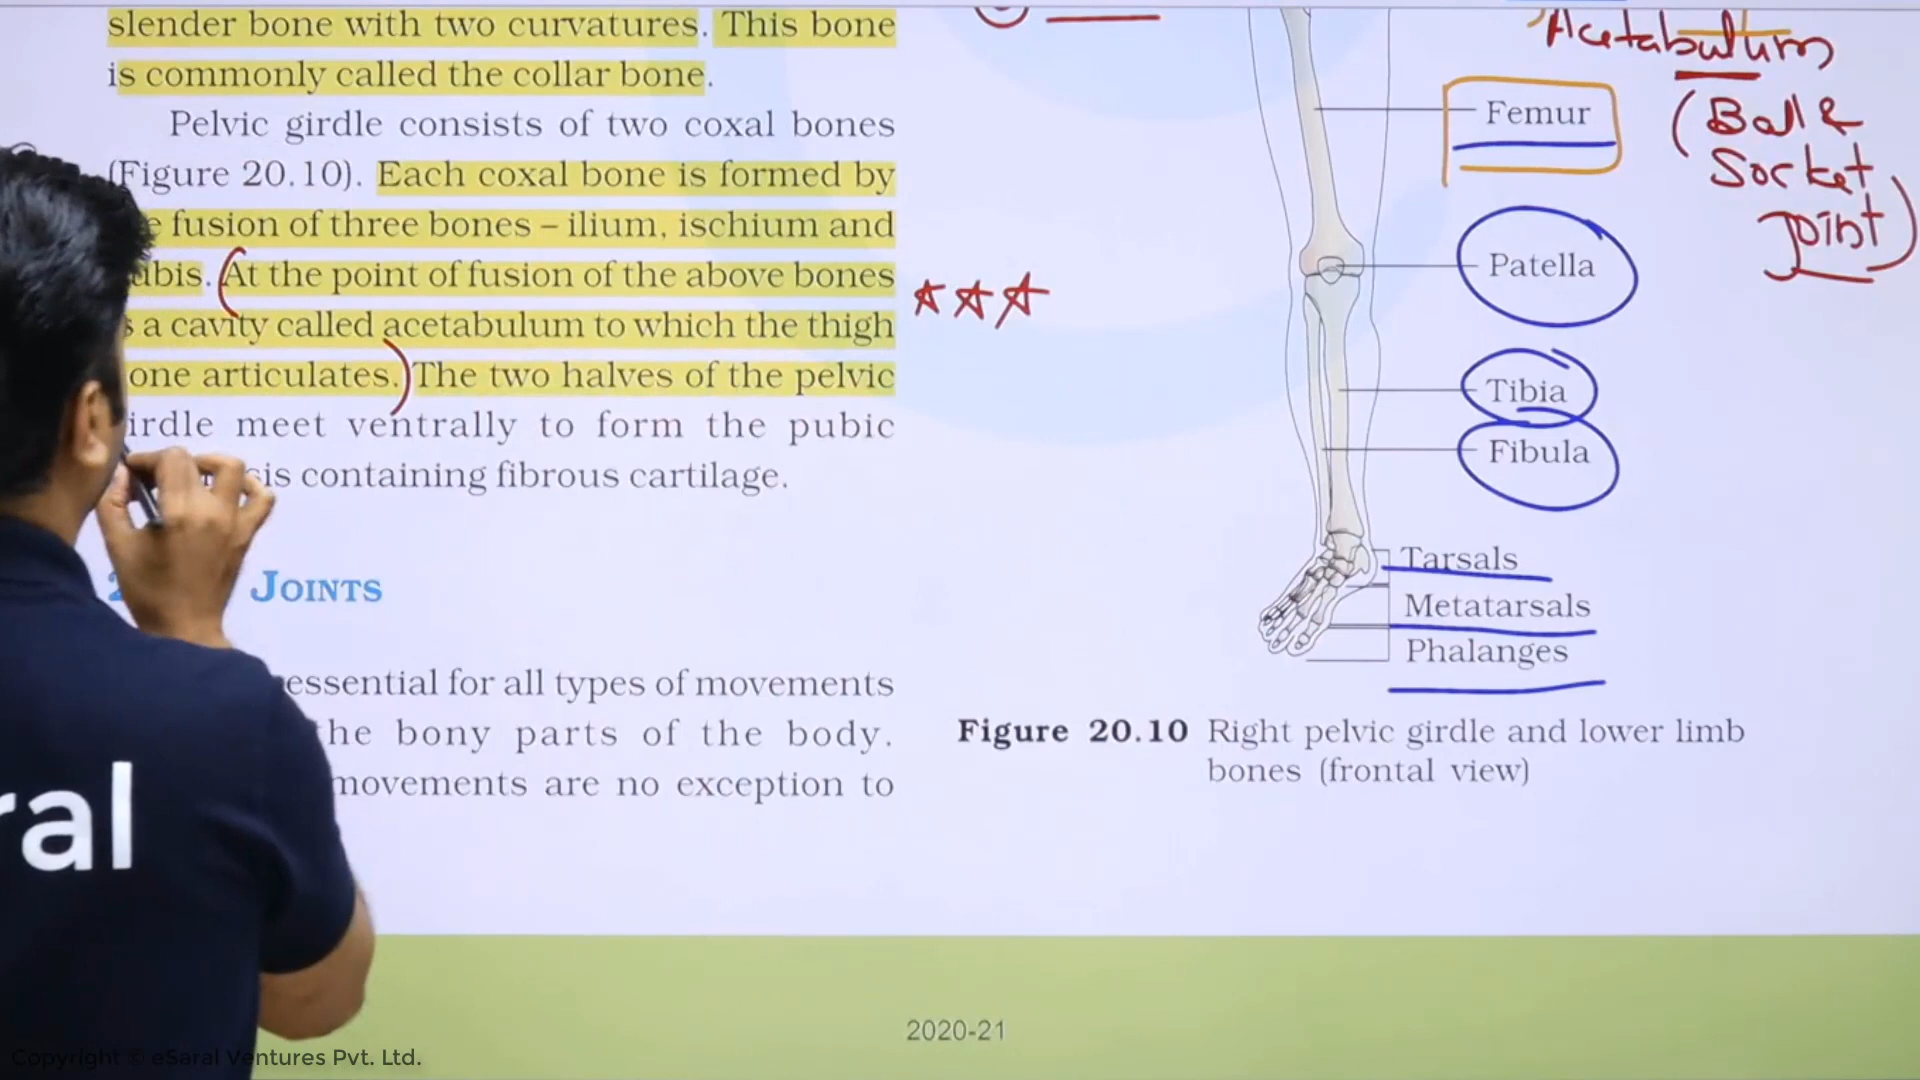 slender bone with two curvatures. This bone
is commonly called the collar bone.
Pelvic girdle consists of two coxal bones
(Figure 20.10). Each coxal bone is formed by
fusion of three bones – ilium, ischium and
At the point of fusion of the above bones
a cavity called acetabulum to which the thigh
one articulates. The two halves of the pelvic
irdle meet ventrally to form the pubic
sis containing fibrous cartilage.
JOINTS
essential for all types of movements
he bony parts of the body.
movements are no exception to
Acetabulum
(Ball &
Socket
Joint)
Femur
Patella
Tibia
Fibula
Tarsals
Metatarsals
Phalanges
Figure 20.10 Right pelvic girdle and lower limb
bones (frontal view)
ral
2020-21
Copyright © eSaral Ventures Pvt. Ltd.